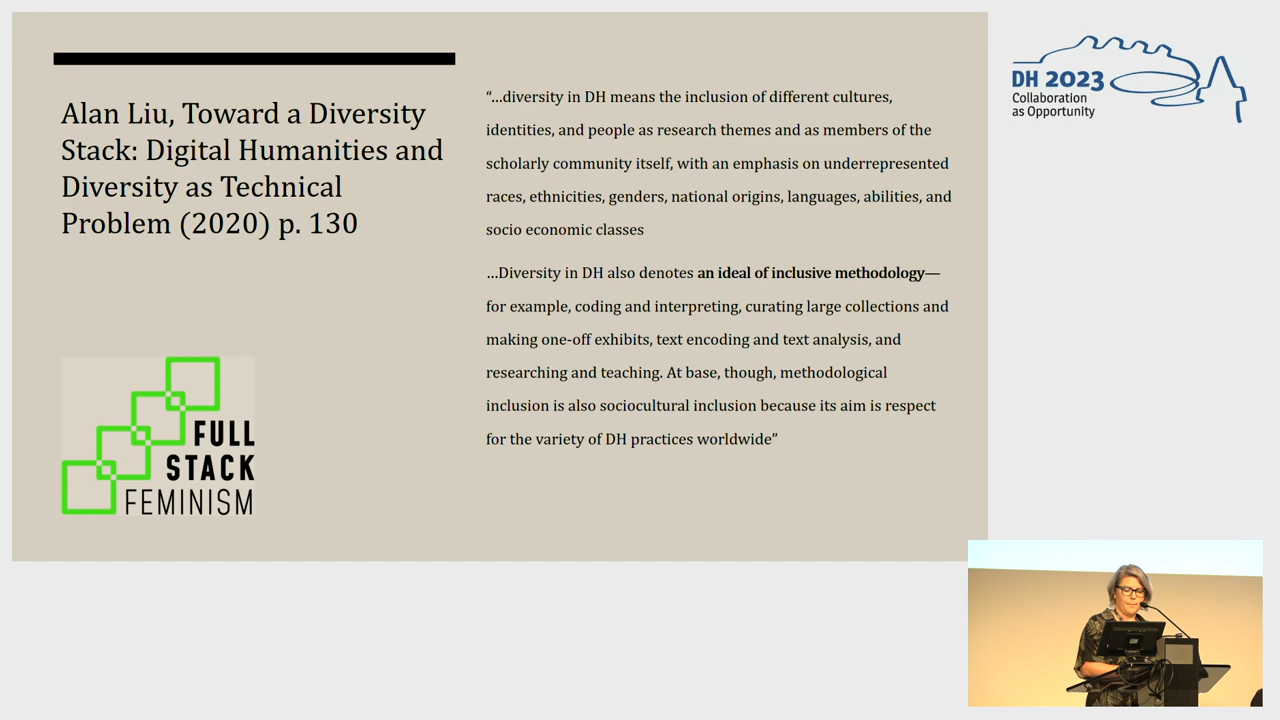 Alan Liu, Toward a Diversity
Stack: Digital Humanities and
Diversity as Technical
Problem (2020) p. 130
“...diversity in DH means the inclusion of different cultures,
identities, and people as research themes and as members of the
scholarly community itself, with an emphasis on underrepresented
races, ethnicities, genders, national origins, languages, abilities, and
socio economic classes
...Diversity in DH also denotes an ideal of inclusive methodology—
for example, coding and interpreting, curating large collections and
making one-off exhibits, text encoding and text analysis, and
researching and teaching. At base, though, methodological
inclusion is also sociocultural inclusion because its aim is respect
for the variety of DH practices worldwide”
FULL
STACK
FEMINISM
DH 2023
Collaboration
as Opportunity